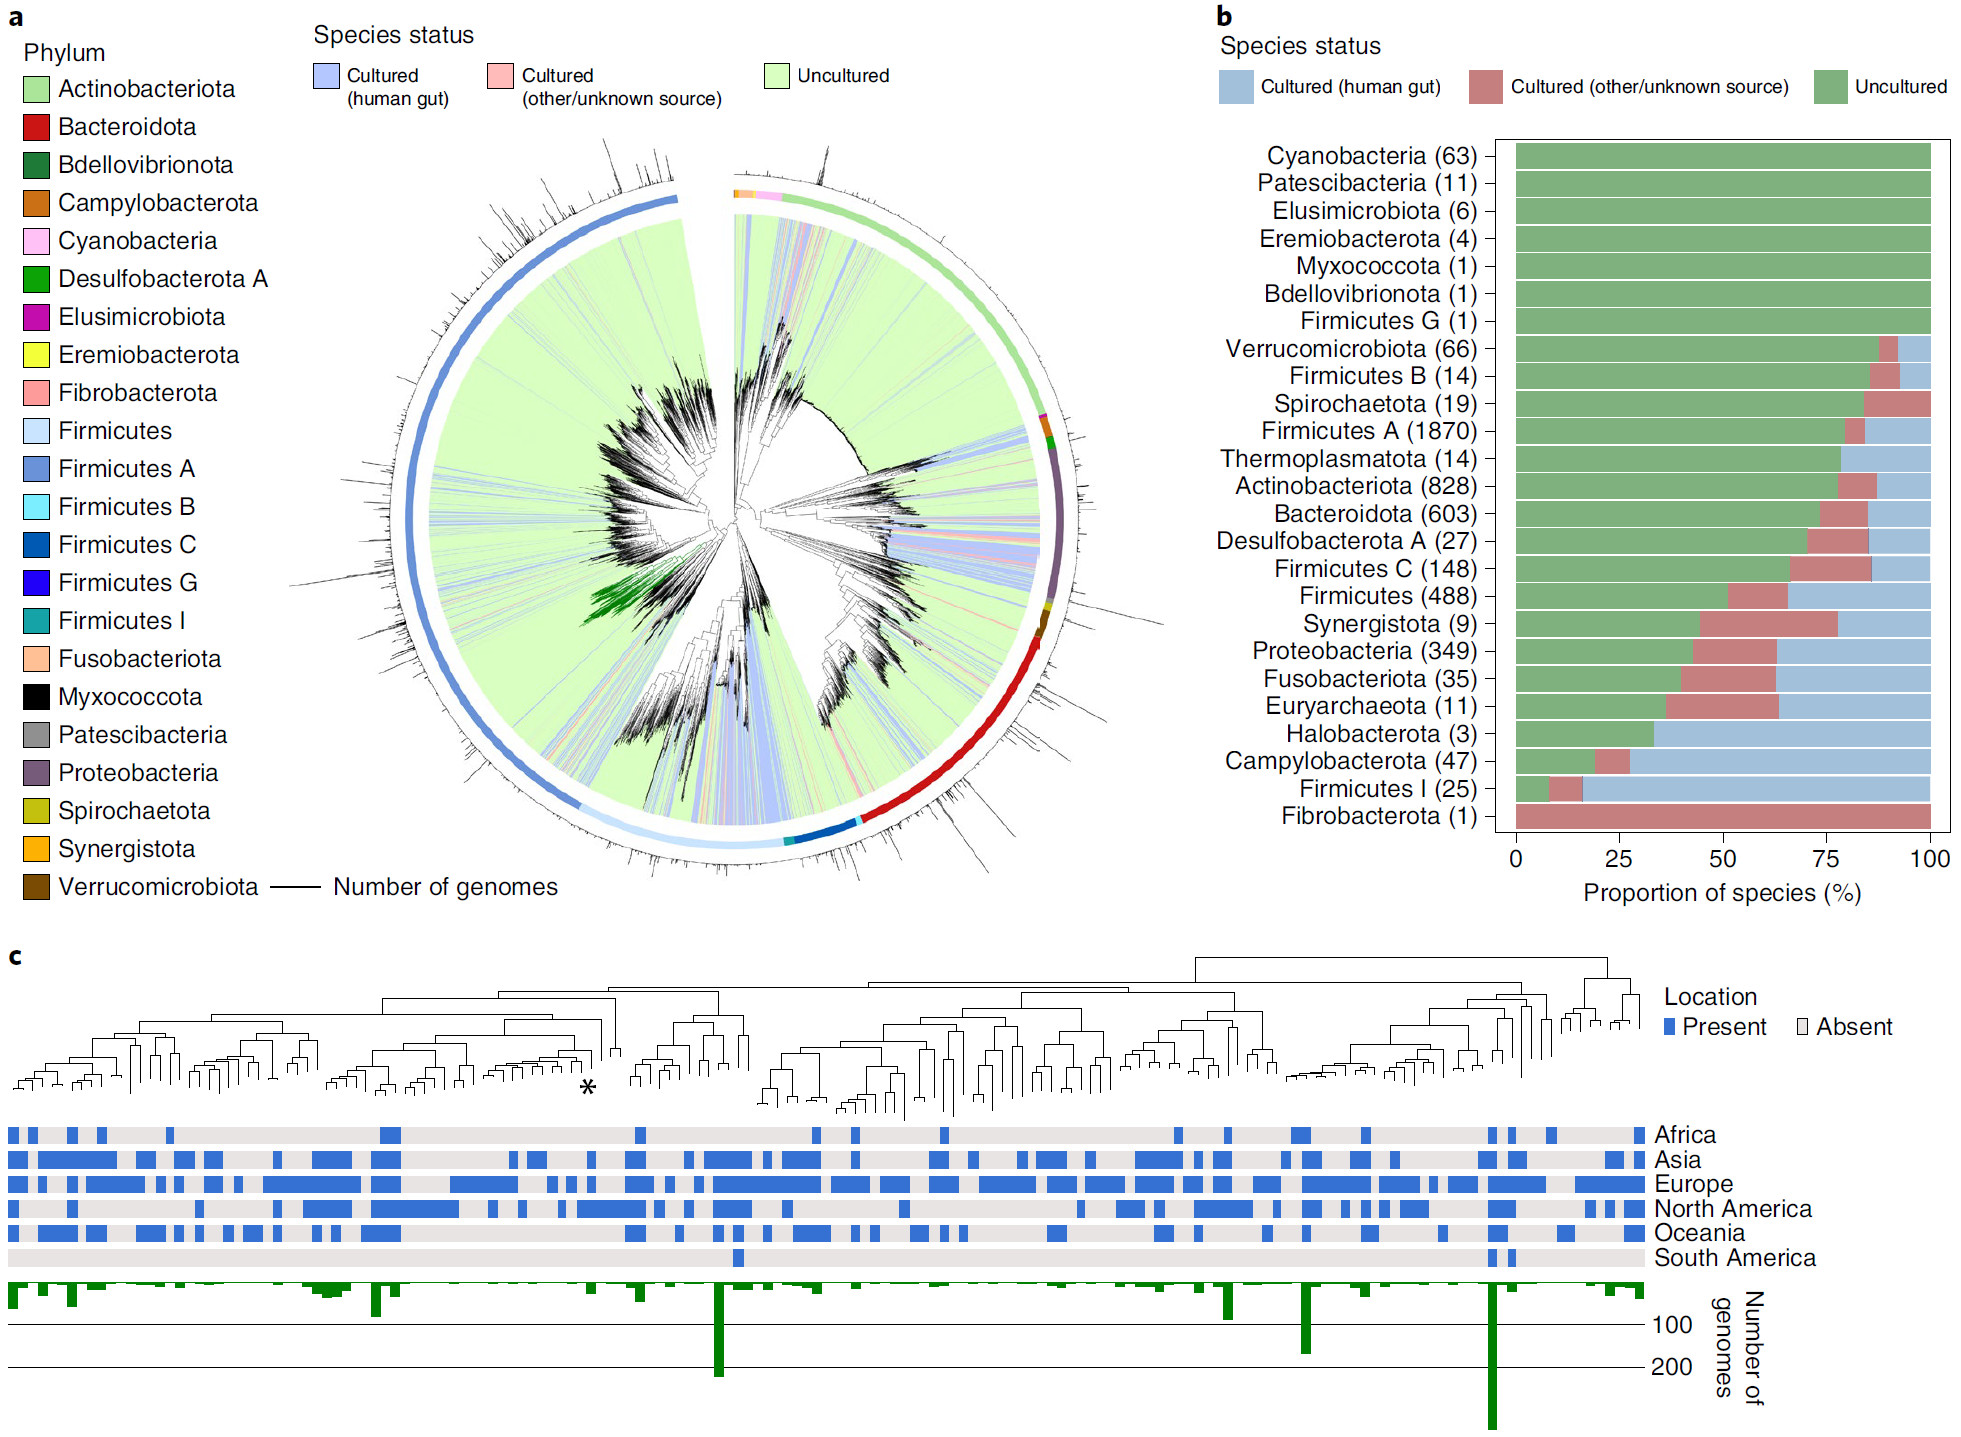 a
Phylum
Actinobacteriota
Bacteroidota
Bdellovibrionota
Campylobacterota
Cyanobacteria
Desulfobacterota A
Elusimicrobiota
Eremiobacterota
Fibrobacterota
Firmicutes
Firmicutes A
Firmicutes B
Firmicutes C
Firmicutes G
Firmicutes I
Fusobacteriota
Myxococcota
Patescibacteria
Proteobacteria
Spirochaetota
Synergistota
Verrucomicrobiota
Number of genomes
Species status
Cultured
(human gut)
Cultured
(other/unknown source)
Uncultured
b
Species status
Cultured (human gut)
Cultured (other/unknown source)
Uncultured
Cyanobacteria (63)
Patescibacteria (11)
Elusimicrobiota (6)
Eremiobacterota (4)
Myxococcota (1)
Bdellovibrionota (1)
Firmicutes G (1)
Verrucomicrobiota (66)
Firmicutes B (14)
Spirochaetota (19)
Firmicutes A (1870)
Thermoplasmatota (14)
Actinobacteriota (828)
Bacteroidota (603)
Desulfobacterota A (27)
Firmicutes C (148)
Firmicutes (488)
Synergistota (9)
Proteobacteria (349)
Fusobacteriota (35)
Euryarchaeota (11)
Halobacterota (3)
Campylobacterota (47)
Firmicutes I (25)
Fibrobacterota (1)
0 25 50 75 100
Proportion of species (%)
c
Location
Present
Absent
*
Africa
Asia
Europe
North America
Oceania
South America
100
200
Number of
genomes